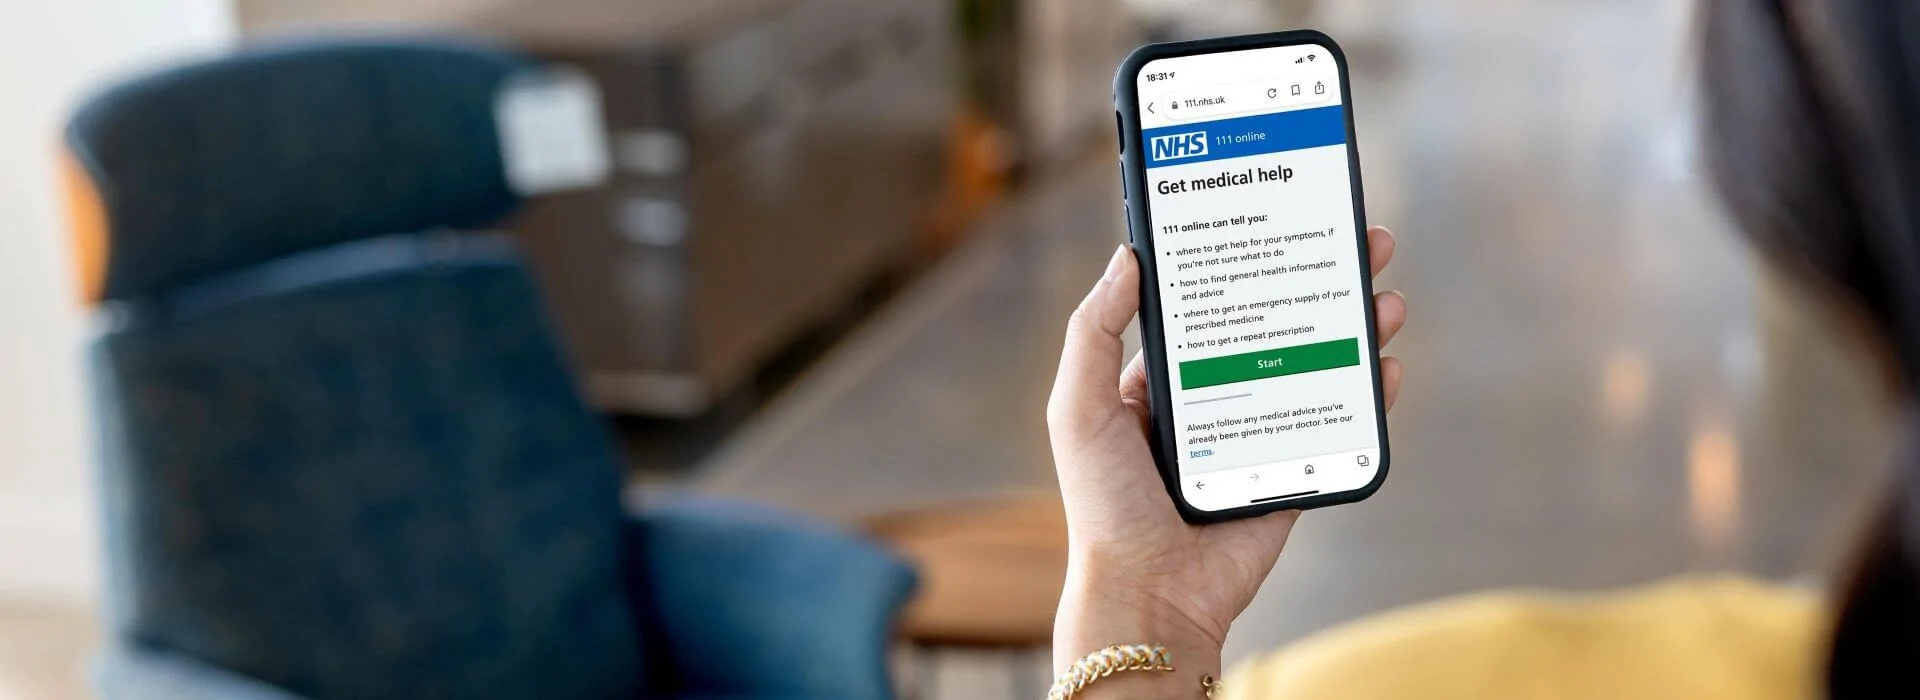 18:31
111.nhs.uk
NHS 111 online
Get medical help
111 online can tell you:
• where to get help for your symptoms, if
you're not sure what to do
• how to find general health information
and advice
• where to get an emergency supply of your
prescribed medicine
• how to get a repeat prescription
Start
Always follow any medical advice you've
already been given by your doctor. See our
terms.